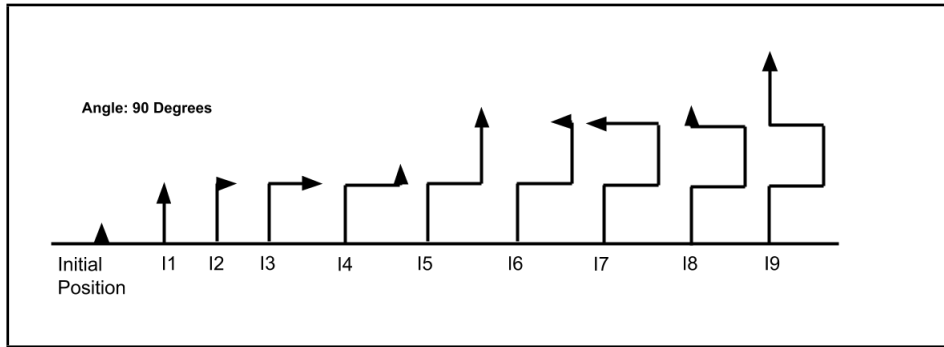 Angle: 90 Degrees
Initial Position I1 I2 I3 I4 I5 I6 I7 I8 I9